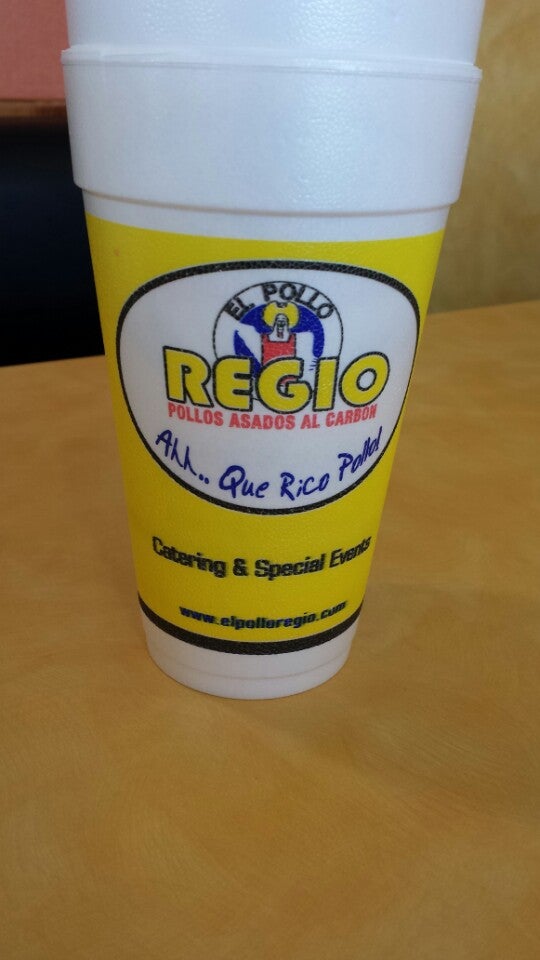 EL POLLO
REGIO
POLLOS ASADOS AL CARBON
Ahh.. Que Rico Pollo!
Catering & Special Events
www.elpolloregio.com